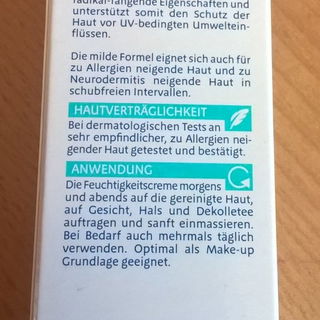 radikal-fangende Eigenschaften und
unterstützt somit den Schutz der
Haut vor UV-bedingten Umweltein-
flüssen.
Die milde Formel eignet sich auch für
zu Allergien neigende Haut und zu
Neurodermitis neigende Haut in
schubfreien Intervallen.
HAUTVERTRÄGLICHKEIT
Bei dermatologischen Tests an
sehr empfindlicher, zu Allergien nei-
gender Haut getestet und bestätigt.
ANWENDUNG
Die Feuchtigkeitscreme morgens
und abends auf die gereinigte Haut,
auf Gesicht, Hals und Dekolletee
auftragen und sanft einmassieren.
Bei Bedarf auch mehrmals täglich
verwenden. Optimal als Make-up
Grundlage geeignet.